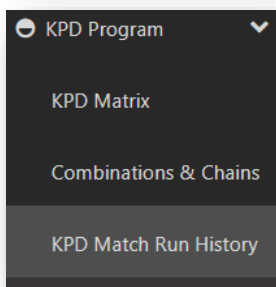 KPD Program
KPD Matrix
Combinations & Chains
KPD Match Run History